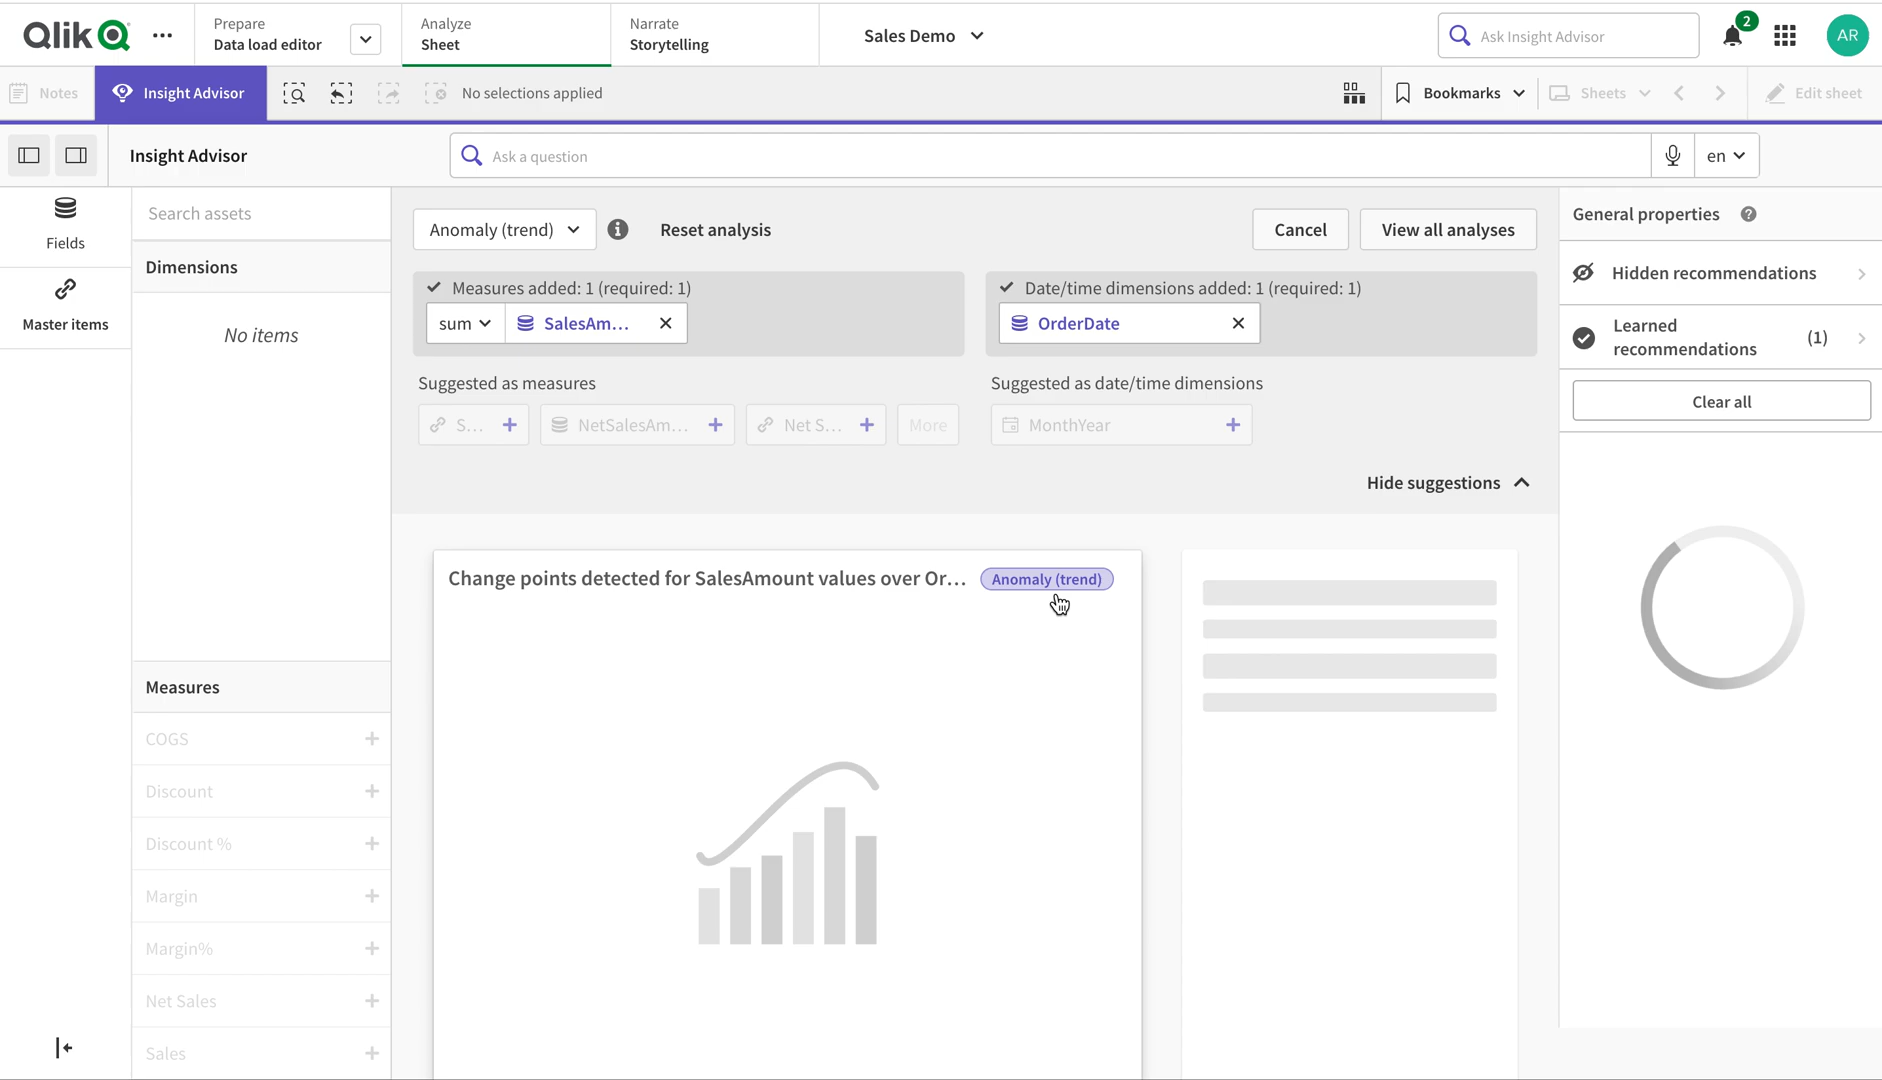 Qlik
Prepare
Data load editor
Analyze
Sheet
Narrate
Storytelling
Sales Demo
Ask Insight Advisor
2
AR
Notes
Insight Advisor
No selections applied
Bookmarks
Sheets
Edit sheet
Insight Advisor
Ask a question
en
Fields
Master items
Search assets
Dimensions
No items
Measures
COGS
Discount
Discount %
Margin
Margin%
Net Sales
Sales
Anomaly (trend)
Reset analysis
Cancel
View all analyses
Measures added: 1 (required: 1)
sum
SalesAm...
Date/time dimensions added: 1 (required: 1)
OrderDate
Suggested as measures
S...
NetSalesAm...
Net S...
More
Suggested as date/time dimensions
MonthYear
Hide suggestions
Change points detected for SalesAmount values over Or...
Anomaly (trend)
General properties
Hidden recommendations
Learned
recommendations
(1)
Clear all